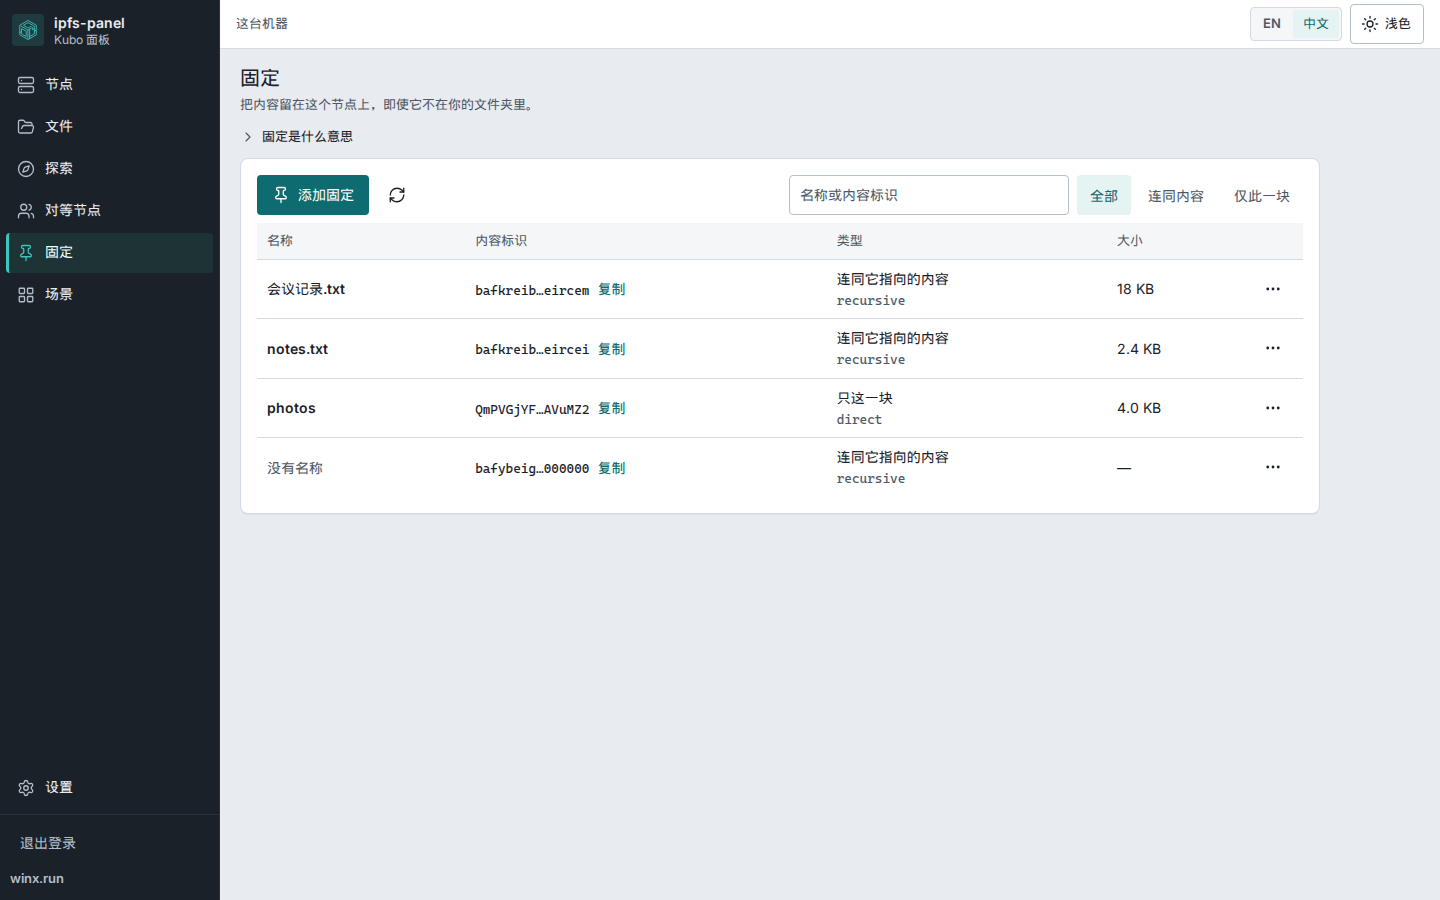 ipfs-panel
Kubo 面板
节点
文件
探索
对等节点
固定
场景
设置
退出登录
winx.run
这台机器
EN 中文 浅色
固定
把内容留在这个节点上，即使它不在你的文件夹里。
固定是什么意思
添加固定 名称或内容标识 全部 连同内容 仅此一块
名称 内容标识 类型 大小
会议记录.txt bafkreib…eircem 复制 连同它指向的内容 18 KB
recursive
notes.txt bafkreib…eircei 复制 连同它指向的内容 2.4 KB
recursive
photos QmPVGjYF…AVuMZ2 复制 只这一块 4.0 KB
direct
没有名称 bafybeig…000000 复制 连同它指向的内容 —
recursive